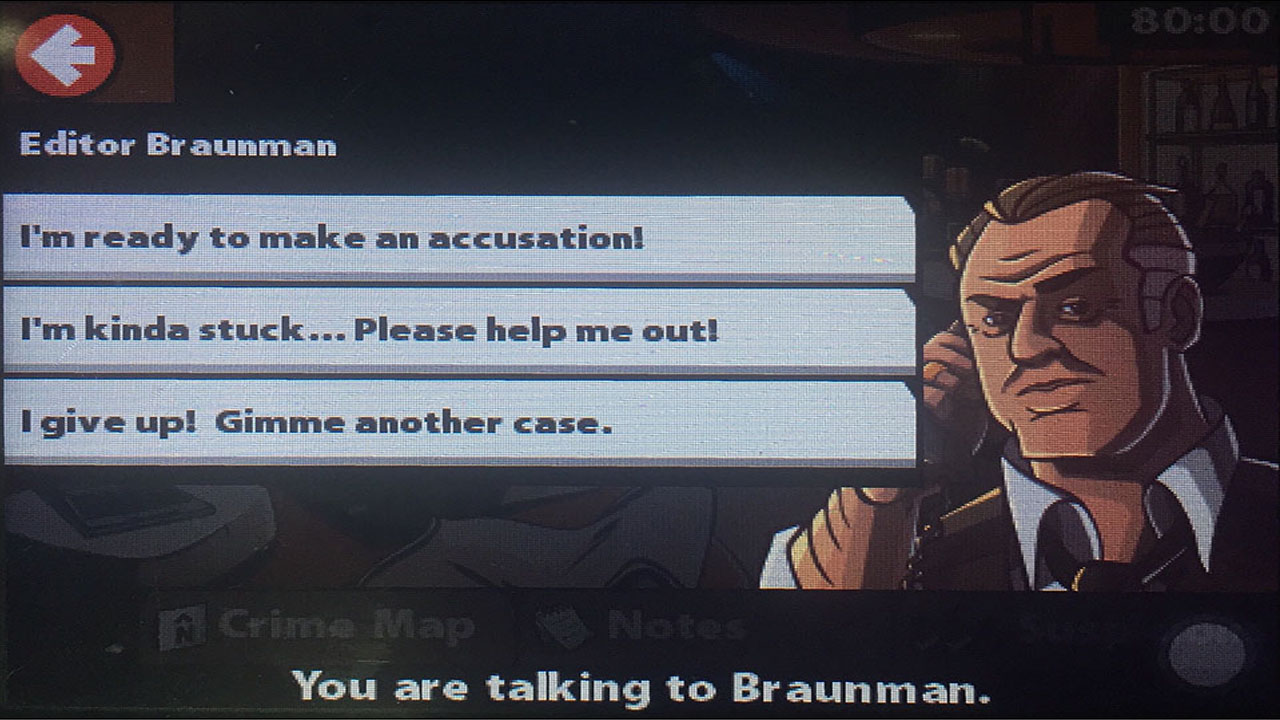 80:00
Editor Braunman
I'm ready to make an accusation!
I'm kinda stuck... Please help me out!
I give up! Gimme another case.
N Crime Map Notes
You are talking to Braunman.